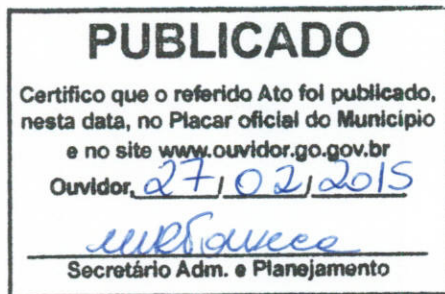 PUBLICADO
Certifico que o referido Ato foi publicado,
nesta data, no Placar oficial do Município
e no site www.ouvidor.go.gov.br
Ouvidor, 27 / 02 / 2015
Secretário Adm. e Planejamento